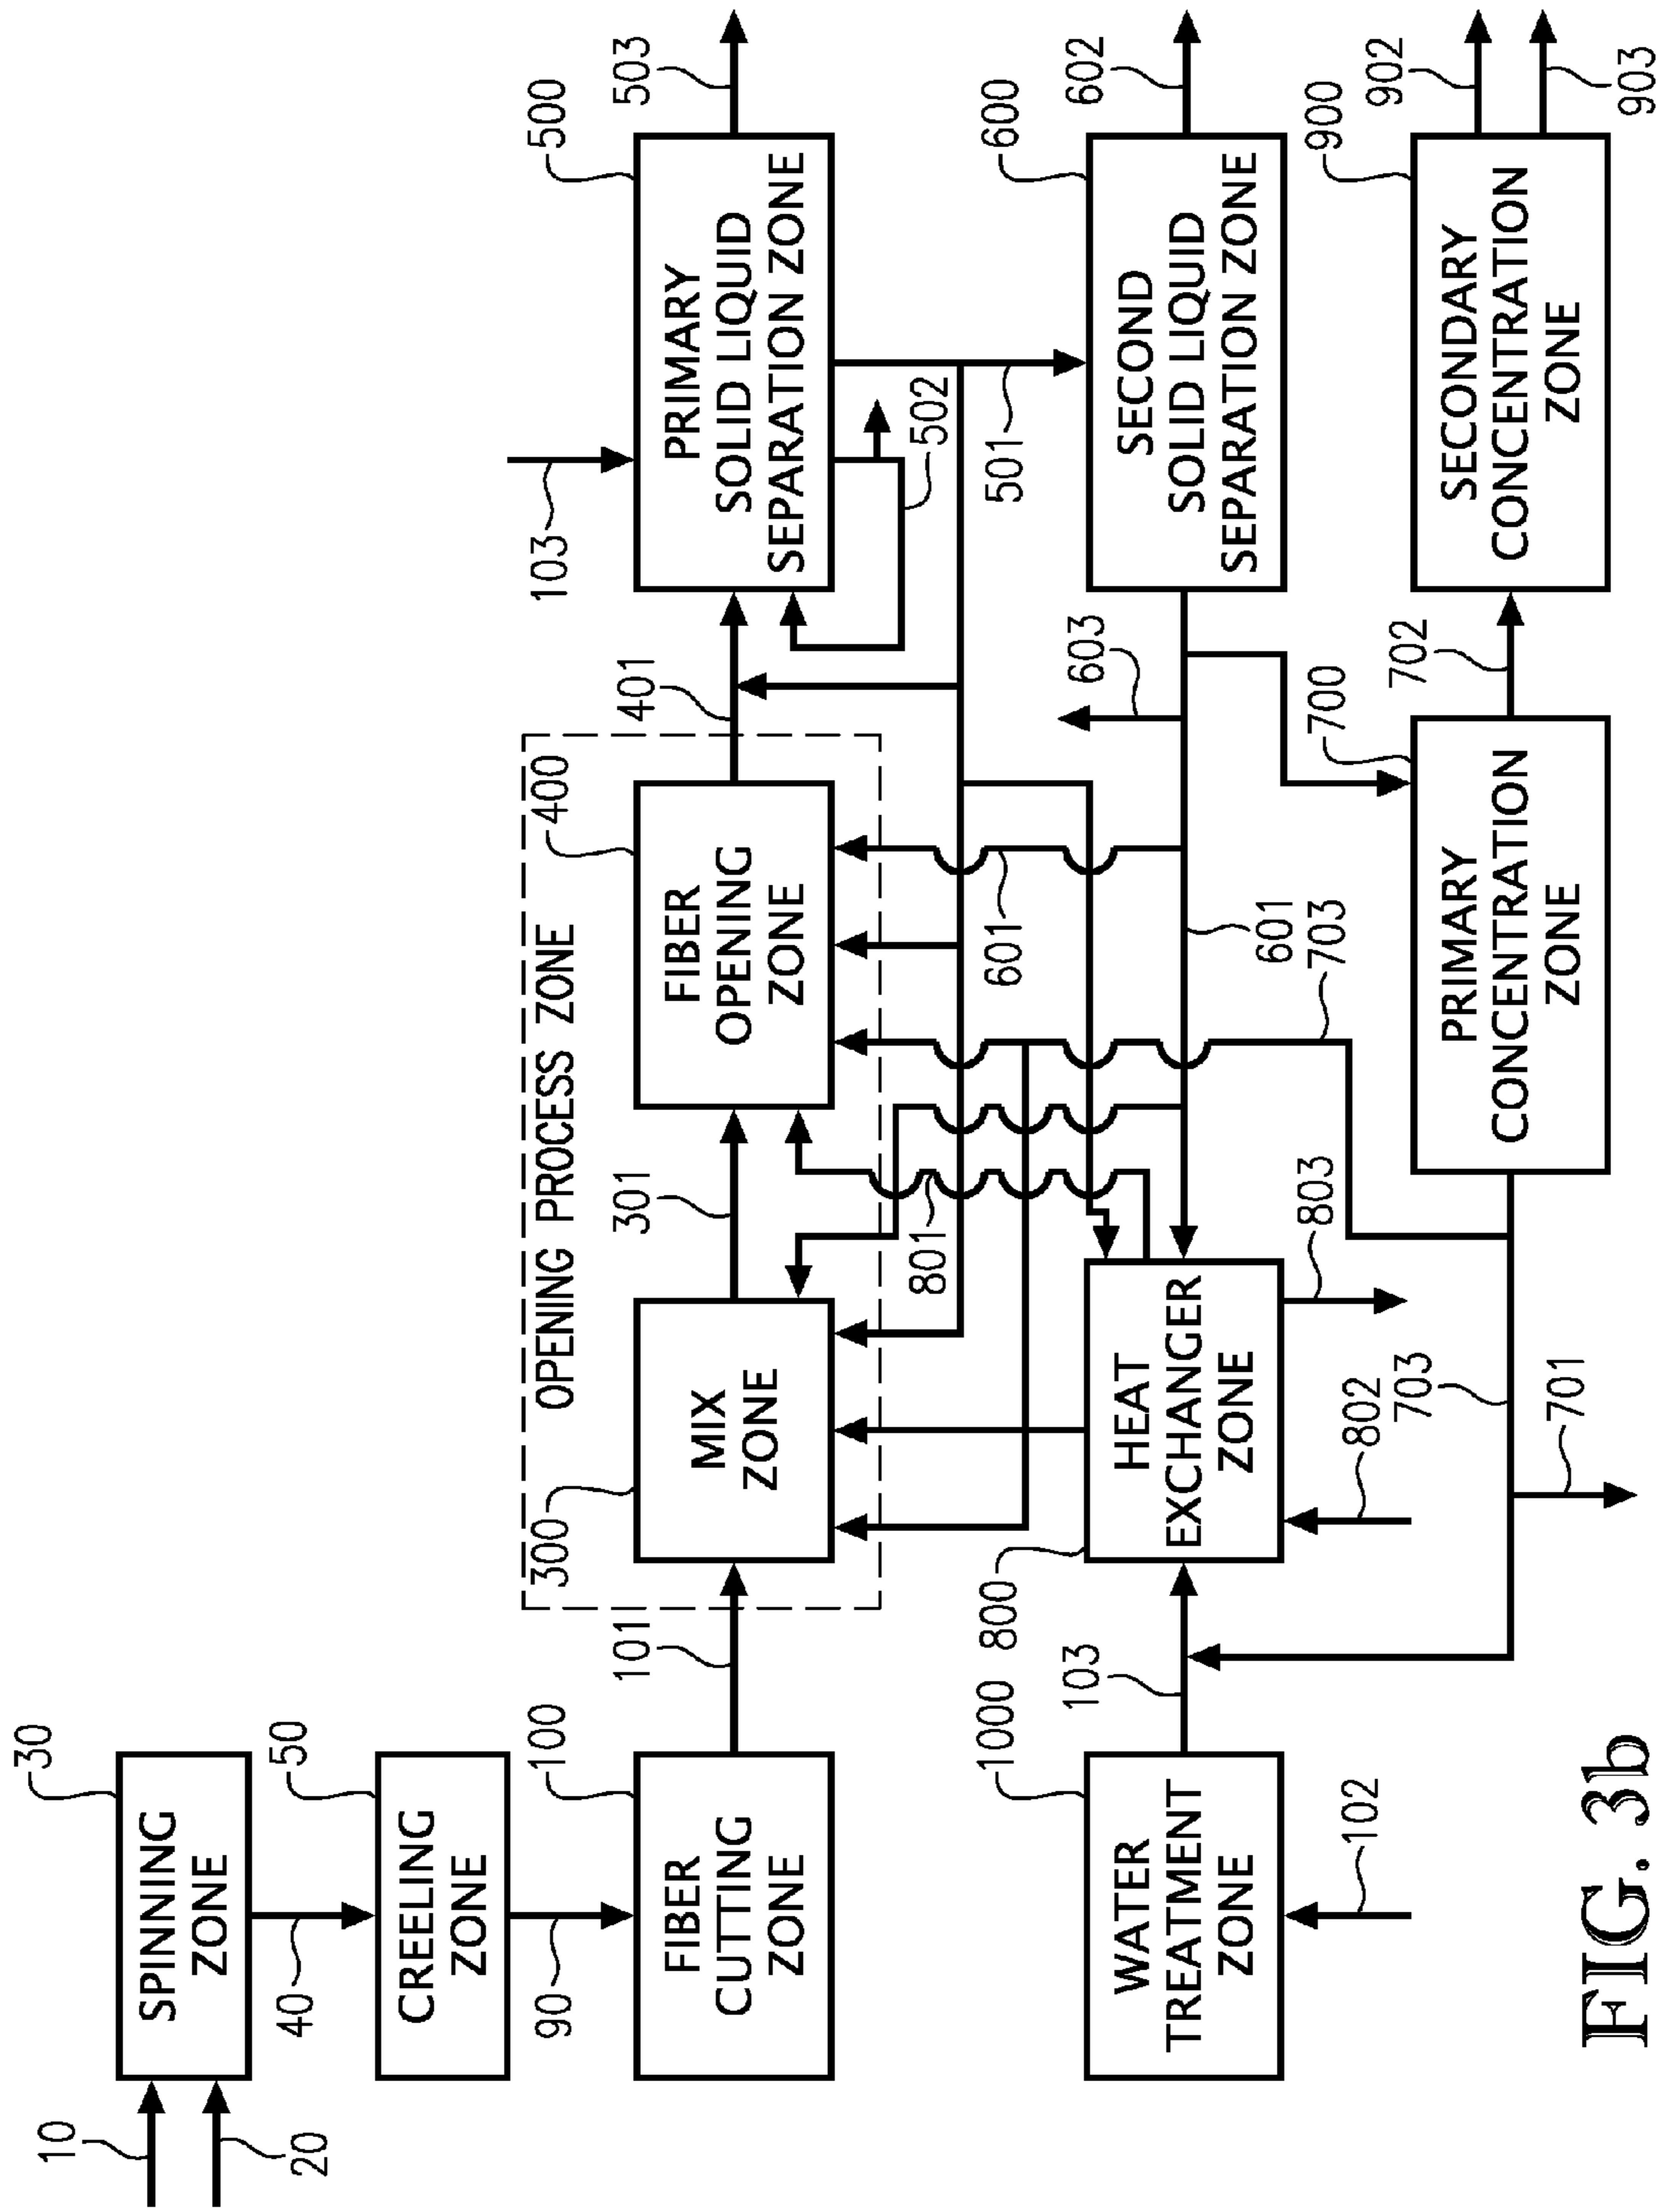 30
SPINNING
ZONE
10
20
40
50
CREELING
ZONE
90
100
FIBER
CUTTING
ZONE
101
OPENING PROCESS ZONE
300
MIX
ZONE
301
400
FIBER
OPENING
ZONE
401
103
500
PRIMARY
SOLID LIQUID
SEPARATION ZONE
503
502
501
801
601
603
600
SECOND
SOLID LIQUID
SEPARATION ZONE
602
1000
WATER
TREATMENT
ZONE
102
103
800
HEAT
EXCHANGER
ZONE
802
803
601
703
703
701
700
PRIMARY
CONCENTRATION
ZONE
702
900
SECONDARY
CONCENTRATION
ZONE
902
903
FIG. 3b